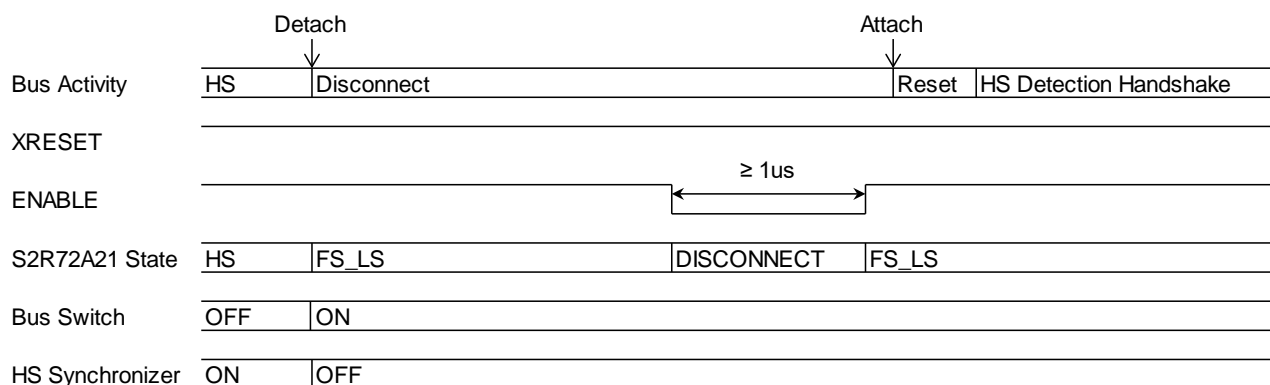 Detach Attach
Bus Activity HS Disconnect Reset HS Detection Handshake
XRESET
≥ 1us
ENABLE
S2R72A21 State HS FS_LS DISCONNECT FS_LS
Bus Switch OFF ON
HS Synchronizer ON OFF